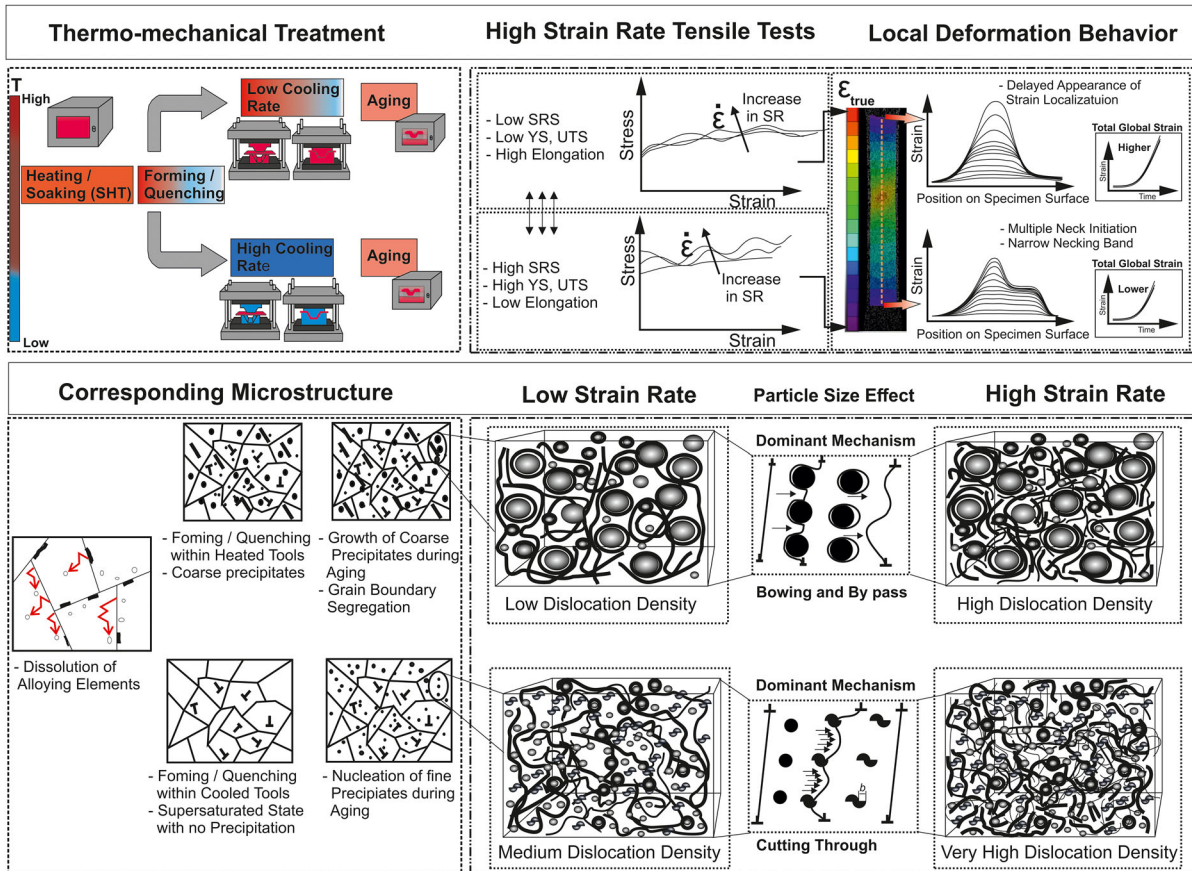 Thermo-mechanical Treatment
High Strain Rate Tensile Tests
Local Deformation Behavior
T
High
Low
Heating /
Soaking (SHT)
Forming /
Quenching
Low Cooling
Rate
Aging
High Cooling
Rate
Aging
- Low SRS
- Low YS, UTS
- High Elongation
Stress
ε̇
Increase
in SR
Strain
- High SRS
- High YS, UTS
- Low Elongation
Stress
ε̇
Increase
in SR
Strain
εtrue
- Delayed Appearance of
Strain Localizatuion
Strain
Position on Specimen Surface
Total Global Strain
Higher
Strain
Time
- Multiple Neck Initiation
- Narrow Necking Band
Strain
Position on Specimen Surface
Total Global Strain
Lower
Strain
Time
Corresponding Microstructure
Low Strain Rate
Particle Size Effect
High Strain Rate
- Dissolution of
Alloying Elements
- Foming / Quenching
within Heated Tools
- Coarse precipitates
- Growth of Coarse
Precipitates during
Aging
- Grain Boundary
Segregation
- Foming / Quenching
within Cooled Tools
- Supersaturated State
with no Precipitation
- Nucleation of fine
Precipiates during
Aging
Low Dislocation Density
Dominant Mechanism
Bowing and By pass
High Dislocation Density
Medium Dislocation Density
Dominant Mechanism
b
Cutting Through
Very High Dislocation Density